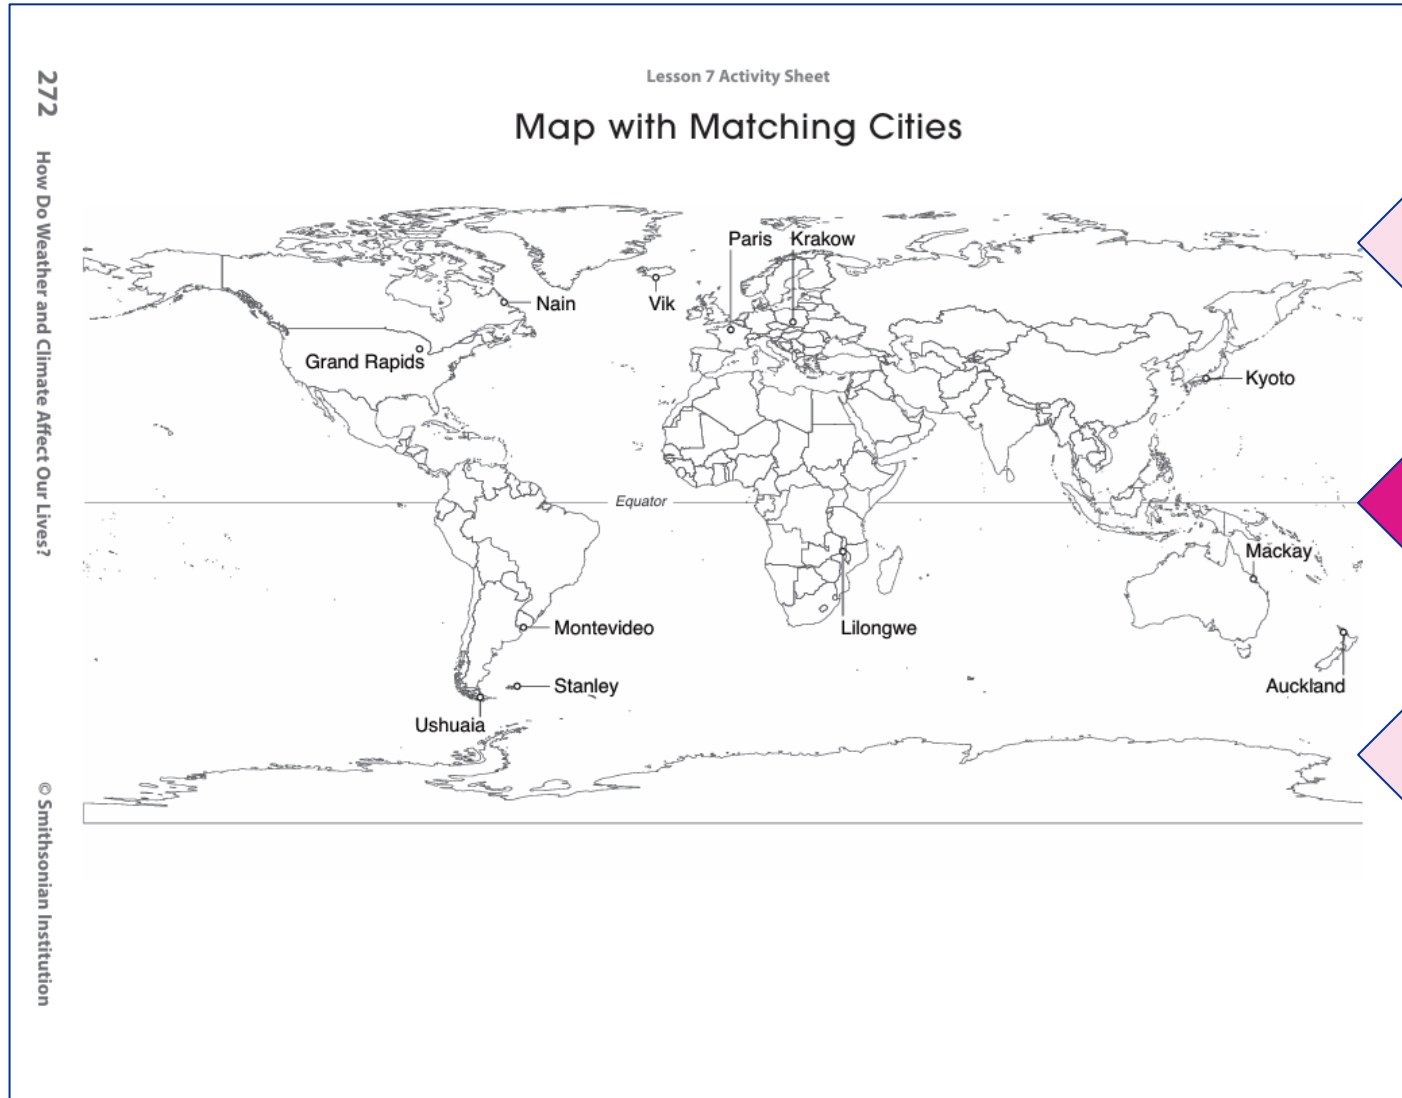 272
How Do Weather and Climate Affect Our Lives?
© Smithsonian Institution
Lesson 7 Activity Sheet
Map with Matching Cities
Paris
Krakow
Nain
Vik
Grand Rapids
Kyoto
Equator
Mackay
Montevideo
Lilongwe
Stanley
Auckland
Ushuaia